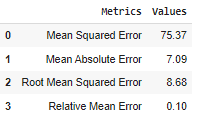 Metrics Values
0 Mean Squared Error 75.37
1 Mean Absolute Error 7.09
2 Root Mean Squared Error 8.68
3 Relative Mean Error 0.10